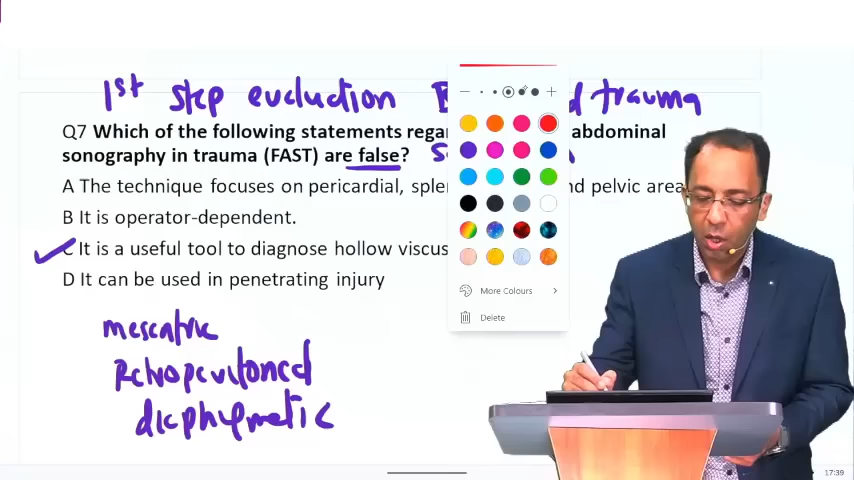 1st step evaluation trauma
Q7 Which of the following statements rega abdominal
sonography in trauma (FAST) are false?
A The technique focuses on pericardial, sple nd pelvic area
B It is operator-dependent.
C It is a useful tool to diagnose hollow viscus
D It can be used in penetrating injury
mesentric
Retroperitoneal
diaphragmatic
More Colours
Delete
17:39